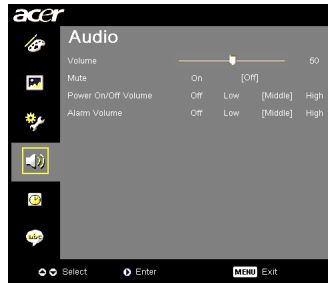 acer
Audio
Volume 50
Mute On [Off]
Power On/Off Volume Off Low [Middle] High
Alarm Volume Off Low [Middle] High
abc
Select Enter MENU Exit